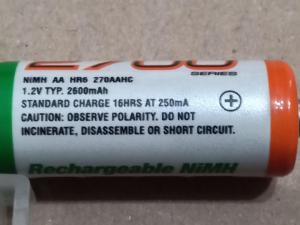 2700
SERIES
NiMH AA HR6 270AAHC
1.2V TYP. 2600mAh
STANDARD CHARGE 16HRS AT 250mA
CAUTION: OBSERVE POLARITY. DO NOT
INCINERATE, DISASSEMBLE OR SHORT CIRCUIT.
+
Rechargeable NiMH